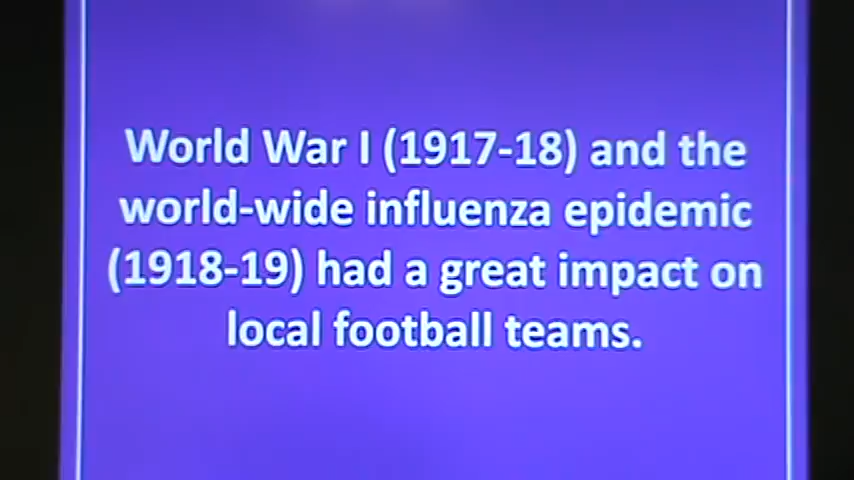 World War I (1917-18) and the
world-wide influenza epidemic
(1918-19) had a great impact on
local football teams.